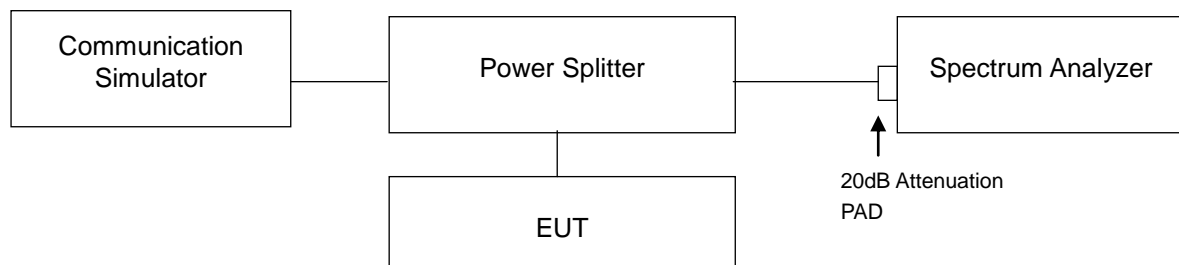 Communication
Simulator
Power Splitter
Spectrum Analyzer
20dB Attenuation
PAD
EUT